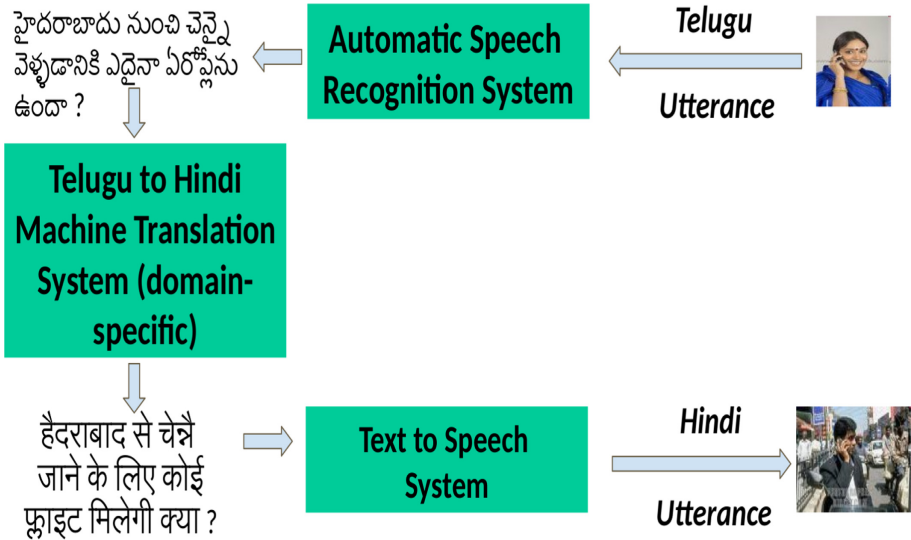 హైదరాబాదు నుంచి చెన్నై
వెళ్ళడానికి ఎదైనా ఏరోప్లేను
ఉందా ?
Automatic Speech
Recognition System
Telugu
Utterance
Telugu to Hindi
Machine Translation
System (domain-
specific)
हैदराबाद से चेन्नै
जाने के लिए कोई
फ्लाइट मिलेगी क्या ?
Text to Speech
System
Hindi
Utterance